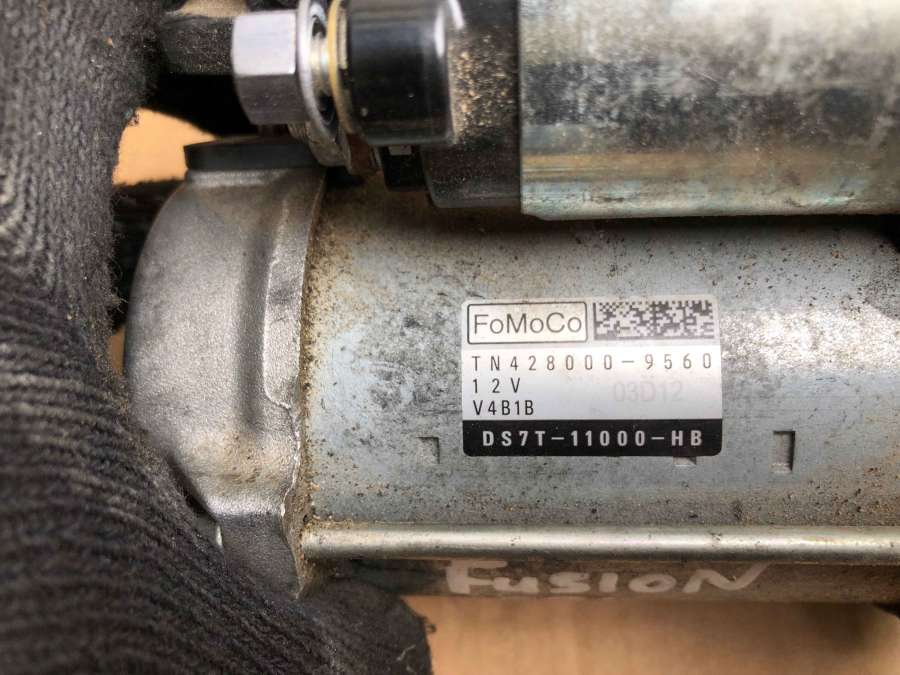 FoMoCo
TN428000-9560
12V 03D12
V4B1B
DS7T-11000-HB
FUSION